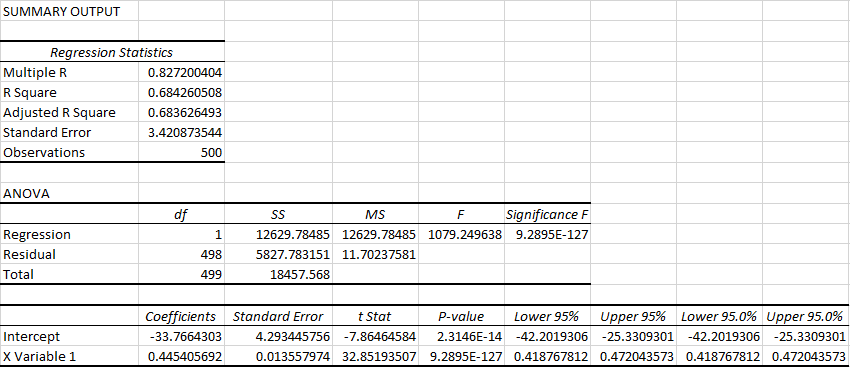 SUMMARY OUTPUT
Regression Statistics
Multiple R 0.827200404
R Square 0.684260508
Adjusted R Square 0.683626493
Standard Error 3.420873544
Observations 500
ANOVA
df SS MS F Significance F
Regression 1 12629.78485 12629.78485 1079.249638 9.2895E-127
Residual 498 5827.783151 11.70237581
Total 499 18457.568
Coefficients Standard Error t Stat P-value Lower 95% Upper 95% Lower 95.0% Upper 95.0%
Intercept -33.7664303 4.293445756 -7.86464584 2.3146E-14 -42.2019306 -25.3309301 -42.2019306 -25.3309301
X Variable 1 0.445405692 0.013557974 32.85193507 9.2895E-127 0.418767812 0.472043573 0.418767812 0.472043573